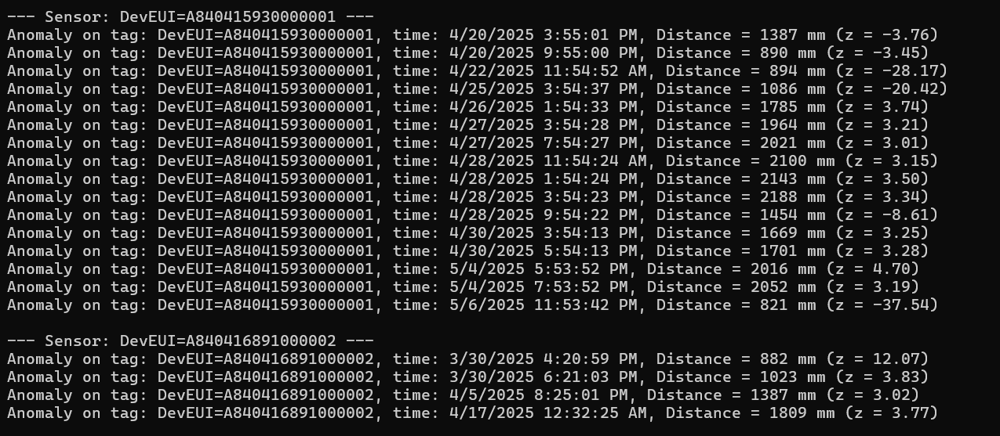 --- Sensor: DevEUI=A840415930000001 ---
Anomaly on tag: DevEUI=A840415930000001, time: 4/20/2025 3:55:01 PM, Distance = 1387 mm (z = -3.76)
Anomaly on tag: DevEUI=A840415930000001, time: 4/20/2025 9:55:00 PM, Distance = 890 mm (z = -3.45)
Anomaly on tag: DevEUI=A840415930000001, time: 4/22/2025 11:54:52 AM, Distance = 894 mm (z = -28.17)
Anomaly on tag: DevEUI=A840415930000001, time: 4/25/2025 3:54:37 PM, Distance = 1086 mm (z = -20.42)
Anomaly on tag: DevEUI=A840415930000001, time: 4/26/2025 1:54:33 PM, Distance = 1785 mm (z = 3.74)
Anomaly on tag: DevEUI=A840415930000001, time: 4/27/2025 3:54:28 PM, Distance = 1964 mm (z = 3.21)
Anomaly on tag: DevEUI=A840415930000001, time: 4/27/2025 7:54:27 PM, Distance = 2021 mm (z = 3.01)
Anomaly on tag: DevEUI=A840415930000001, time: 4/28/2025 11:54:24 AM, Distance = 2100 mm (z = 3.15)
Anomaly on tag: DevEUI=A840415930000001, time: 4/28/2025 1:54:24 PM, Distance = 2143 mm (z = 3.50)
Anomaly on tag: DevEUI=A840415930000001, time: 4/28/2025 3:54:23 PM, Distance = 2188 mm (z = 3.34)
Anomaly on tag: DevEUI=A840415930000001, time: 4/28/2025 9:54:22 PM, Distance = 1454 mm (z = -8.61)
Anomaly on tag: DevEUI=A840415930000001, time: 4/30/2025 3:54:13 PM, Distance = 1669 mm (z = 3.25)
Anomaly on tag: DevEUI=A840415930000001, time: 4/30/2025 5:54:13 PM, Distance = 1701 mm (z = 3.28)
Anomaly on tag: DevEUI=A840415930000001, time: 5/4/2025 5:53:52 PM, Distance = 2016 mm (z = 4.70)
Anomaly on tag: DevEUI=A840415930000001, time: 5/4/2025 7:53:52 PM, Distance = 2052 mm (z = 3.19)
Anomaly on tag: DevEUI=A840415930000001, time: 5/6/2025 11:53:42 PM, Distance = 821 mm (z = -37.54)
--- Sensor: DevEUI=A840416891000002 ---
Anomaly on tag: DevEUI=A840416891000002, time: 3/30/2025 4:20:59 PM, Distance = 882 mm (z = 12.07)
Anomaly on tag: DevEUI=A840416891000002, time: 3/30/2025 6:21:03 PM, Distance = 1023 mm (z = 3.83)
Anomaly on tag: DevEUI=A840416891000002, time: 4/5/2025 8:25:01 PM, Distance = 1387 mm (z = 3.02)
Anomaly on tag: DevEUI=A840416891000002, time: 4/17/2025 12:32:25 AM, Distance = 1809 mm (z = 3.77)